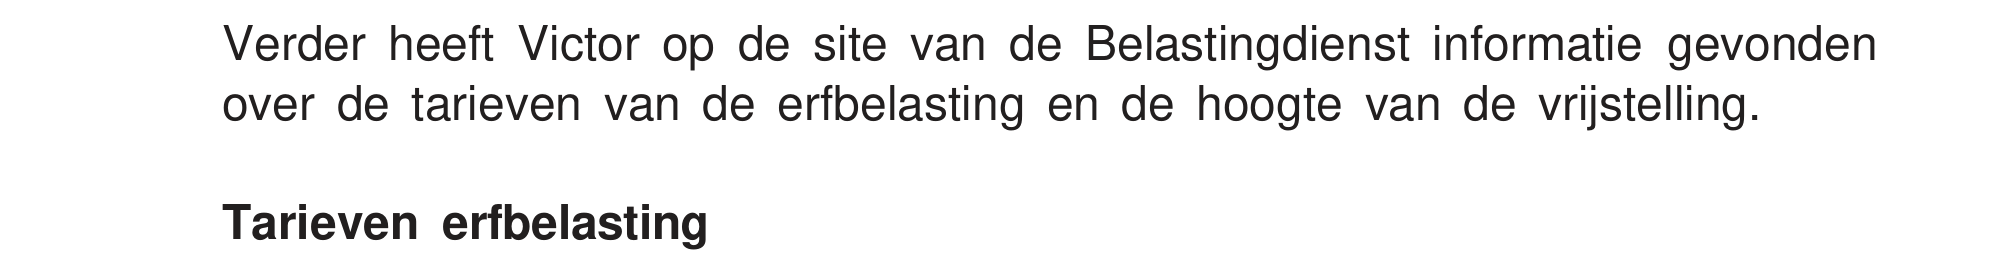 Verder heeft Victor op de site van de Belastingdienst informatie gevonden
over de tarieven van de erfbelasting en de hoogte van de vrijstelling.
Tarieven erfbelasting